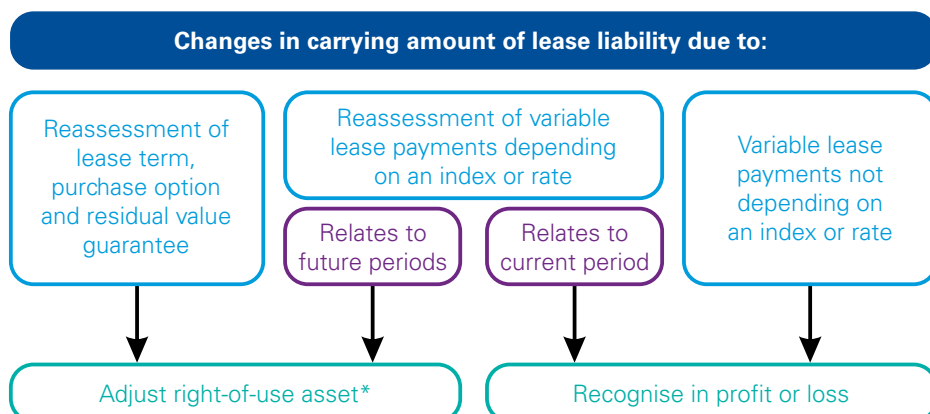 Changes in carrying amount of lease liability due to:
Reassessment of
lease term,
purchase option
and residual value
guarantee
Reassessment of variable
lease payments depending
on an index or rate
Relates to
future periods
Relates to
current period
Variable lease
payments not
depending on
an index or rate
Adjust right-of-use asset*
Recognise in profit or loss